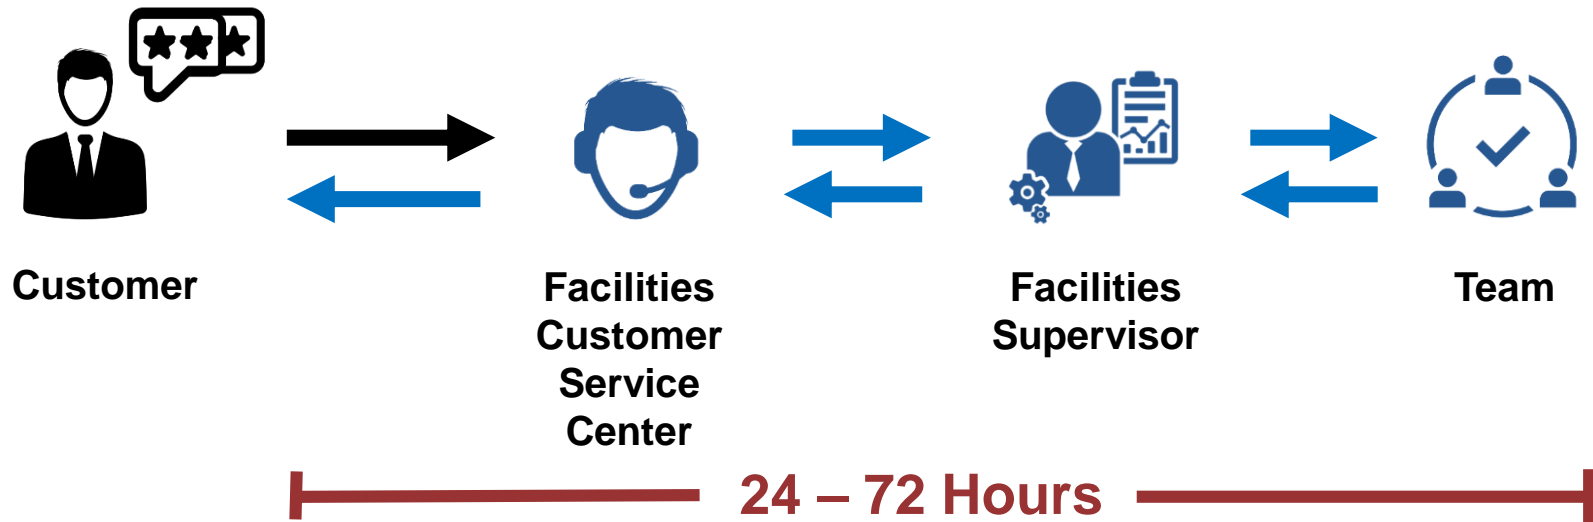 Customer
Facilities
Customer
Service
Center
Facilities
Supervisor
Team
24 – 72 Hours